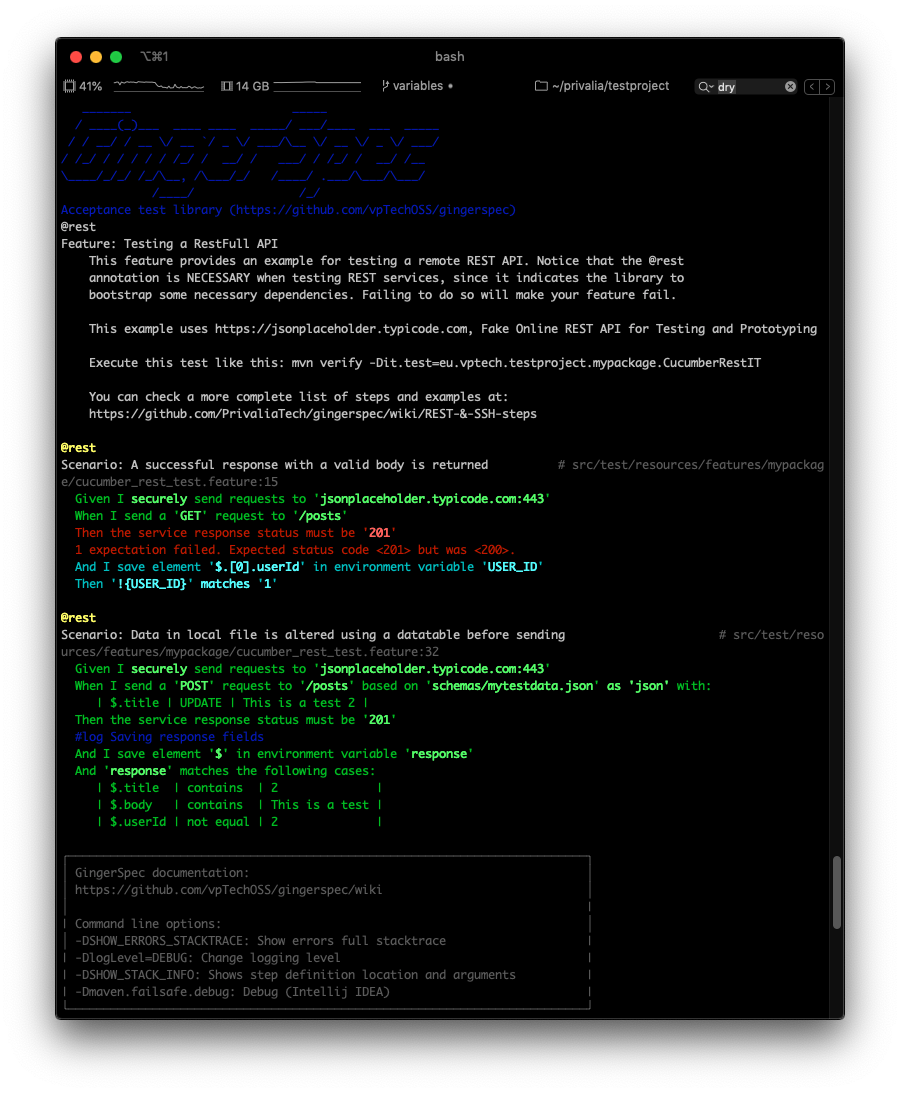 ⌥⌘1
bash
41%
14 GB
variables •
~/privalia/testproject
dry
GingerSpec
Acceptance test library (https://github.com/vpTechOSS/gingerspec)
@rest
Feature: Testing a RestFull API
This feature provides an example for testing a remote REST API. Notice that the @rest
annotation is NECESSARY when testing REST services, since it indicates the library to
bootstrap some necessary dependencies. Failing to do so will make your feature fail.
This example uses https://jsonplaceholder.typicode.com, Fake Online REST API for Testing and Prototyping
Execute this test like this: mvn verify -Dit.test=eu.vptech.testproject.mypackage.CucumberRestIT
You can check a more complete list of steps and examples at:
https://github.com/PrivaliaTech/gingerspec/wiki/REST-&-SSH-steps
@rest
Scenario: A successful response with a valid body is returned # src/test/resources/features/mypackag
e/cucumber_rest_test.feature:15
Given I securely send requests to 'jsonplaceholder.typicode.com:443'
When I send a 'GET' request to '/posts'
Then the service response status must be '201'
1 expectation failed. Expected status code <201> but was <200>.
And I save element '$.[0].userId' in environment variable 'USER_ID'
Then '!{USER_ID}' matches '1'
@rest
Scenario: Data in local file is altered using a datatable before sending # src/test/reso
urces/features/mypackage/cucumber_rest_test.feature:32
Given I securely send requests to 'jsonplaceholder.typicode.com:443'
When I send a 'POST' request to '/posts' based on 'schemas/mytestdata.json' as 'json' with:
| $.title | UPDATE | This is a test 2 |
Then the service response status must be '201'
#log Saving response fields
And I save element '$' in environment variable 'response'
And 'response' matches the following cases:
| $.title | contains | 2 |
| $.body | contains | This is a test |
| $.userId | not equal | 2 |
GingerSpec documentation:
https://github.com/vpTechOSS/gingerspec/wiki
Command line options:
-DSHOW_ERRORS_STACKTRACE: Show errors full stacktrace
-DlogLevel=DEBUG: Change logging level
-DSHOW_STACK_INFO: Shows step definition location and arguments
-Dmaven.failsafe.debug: Debug (Intellij IDEA)